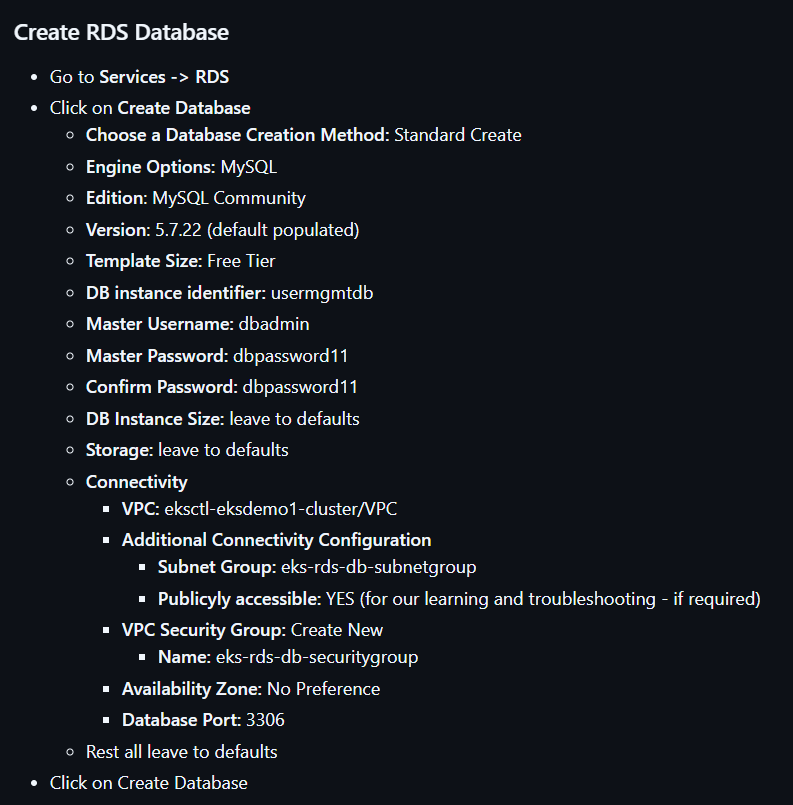 Create RDS Database
Go to Services -> RDS
Click on Create Database
Choose a Database Creation Method: Standard Create
Engine Options: MySQL
Edition: MySQL Community
Version: 5.7.22 (default populated)
Template Size: Free Tier
DB instance identifier: usermgmtdb
Master Username: dbadmin
Master Password: dbpassword11
Confirm Password: dbpassword11
DB Instance Size: leave to defaults
Storage: leave to defaults
Connectivity
VPC: eksctl-eksdemo1-cluster/VPC
Additional Connectivity Configuration
Subnet Group: eks-rds-db-subnetgroup
Publicyly accessible: YES (for our learning and troubleshooting - if required)
VPC Security Group: Create New
Name: eks-rds-db-securitygroup
Availability Zone: No Preference
Database Port: 3306
Rest all leave to defaults
Click on Create Database